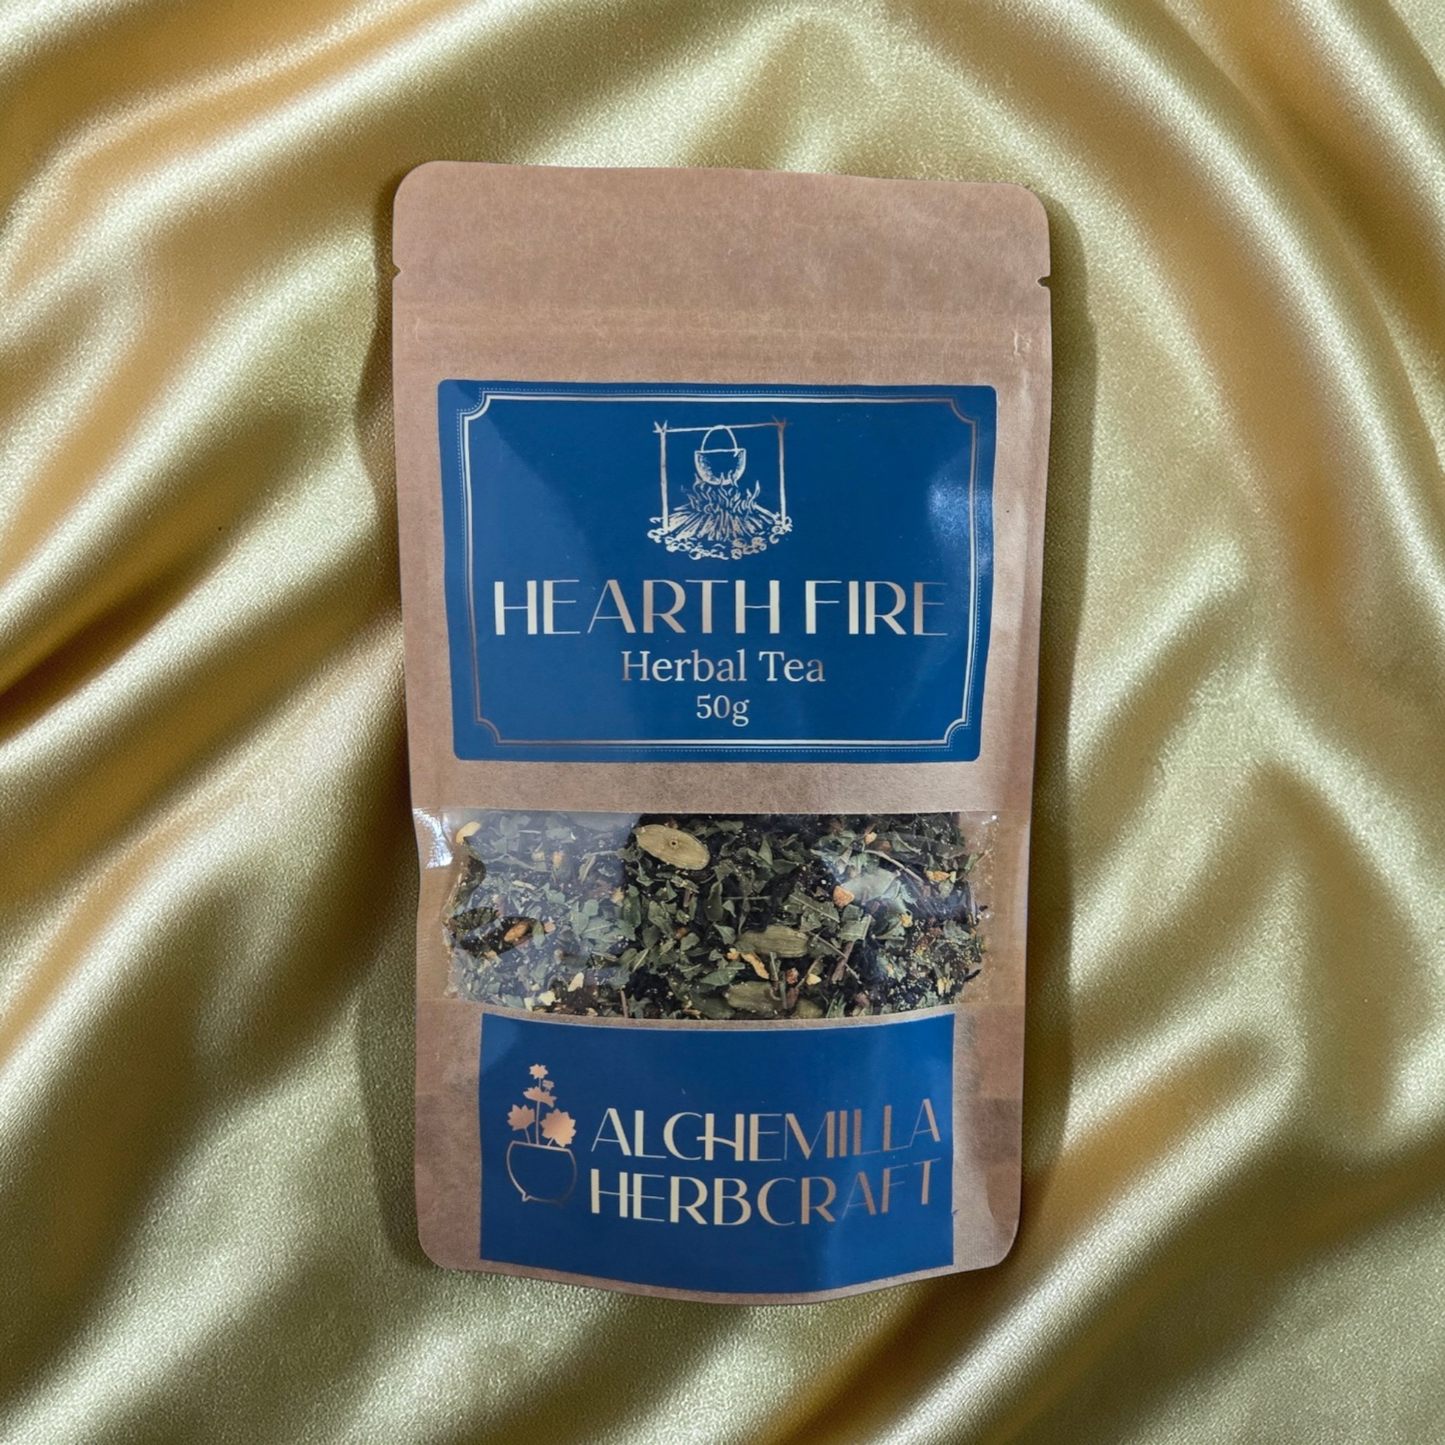 HEARTH FIRE
Herbal Tea
50g
ALCHEMILLA
HERBCRAFT